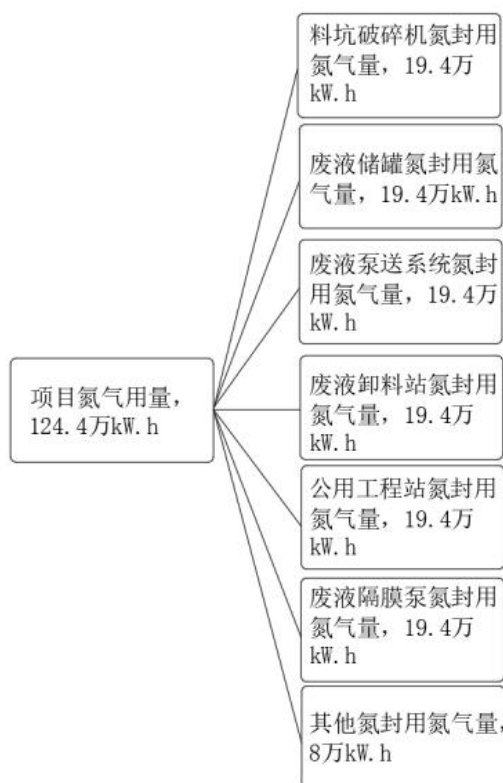 料坑破碎机氮封用
氮气量，19.4万
kW.h
废液储罐氮封用氮
气量，19.4万kW.h
废液泵送系统氮封
用氮气量，19.4万
kW.h
项目氮气用量，
124.4万kW.h
废液卸料站氮封用
氮气量，19.4万
kW.h
公用工程站氮封用
氮气量，19.4万
kW.h
废液隔膜泵氮封用
氮气量，19.4万
kW.h
其他氮封用氮气量，
8万kW.h